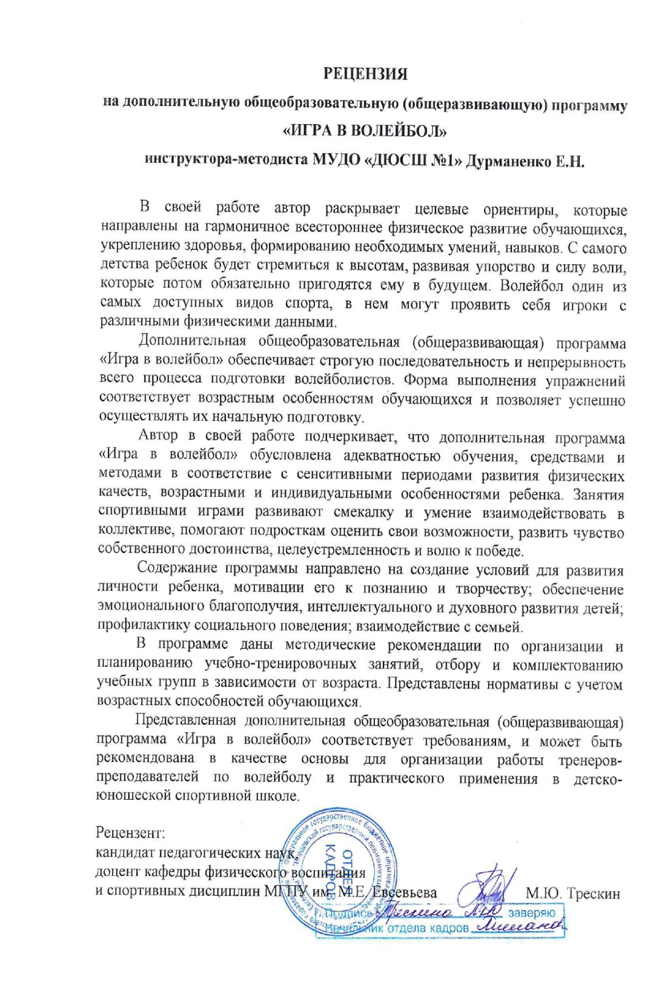 РЕЦЕНЗИЯ
на дополнительную общеобразовательную (общеразвивающую) программу
«ИГРА В ВОЛЕЙБОЛ»
инструктора-методиста МУДО «ДЮСШ №1» Дурманенко Е.Н.
В своей работе автор раскрывает целевые ориентиры, которые
направлены на гармоничное всестороннее физическое развитие обучающихся,
укреплению здоровья, формированию необходимых умений, навыков. С самого
детства ребенок будет стремиться к высотам, развивая упорство и силу воли,
которые потом обязательно пригодятся ему в будущем. Волейбол один из
самых доступных видов спорта, в нем могут проявить себя игроки с
различными физическими данными.
Дополнительная общеобразовательная (общеразвивающая) программа
«Игра в волейбол» обеспечивает строгую последовательность и непрерывность
всего процесса подготовки волейболистов. Форма выполнения упражнений
соответствует возрастным особенностям обучающихся и позволяет успешно
осуществлять их начальную подготовку.
Автор в своей работе подчеркивает, что дополнительная программа
«Игра в волейбол» обусловлена адекватностью обучения, средствами и
методами в соответствие с сенситивными периодами развития физических
качеств, возрастными и индивидуальными особенностями ребенка. Занятия
спортивными играми развивают смекалку и умение взаимодействовать в
коллективе, помогают подросткам оценить свои возможности, развить чувство
собственного достоинства, целеустремленность и волю к победе.
Содержание программы направлено на создание условий для развития
личности ребенка, мотивации его к познанию и творчеству; обеспечение
эмоционального благополучия, интеллектуального и духовного развития детей;
профилактику социального поведения; взаимодействие с семьей.
В программе даны методические рекомендации по организации и
планированию учебно-тренировочных занятий, отбору и комплектованию
учебных групп в зависимости от возраста. Представлены нормативы с учетом
возрастных способностей обучающихся.
Представленная дополнительная общеобразовательная (общеразвивающая)
программа «Игра в волейбол» соответствует требованиям, и может быть
рекомендована в качестве основы для организации работы тренеров-
преподавателей по волейболу и практического применения в детско-
юношеской спортивной школе.
Рецензент:
кандидат педагогических наук,
доцент кафедры физического воспитания
и спортивных дисциплин МГПУ им. М.Е. Евсевьева М.Ю. Трескин
ОТДЕЛ
КАДРОВ
Подпись Трескина М.Ю. заверяю
Начальник отдела кадров